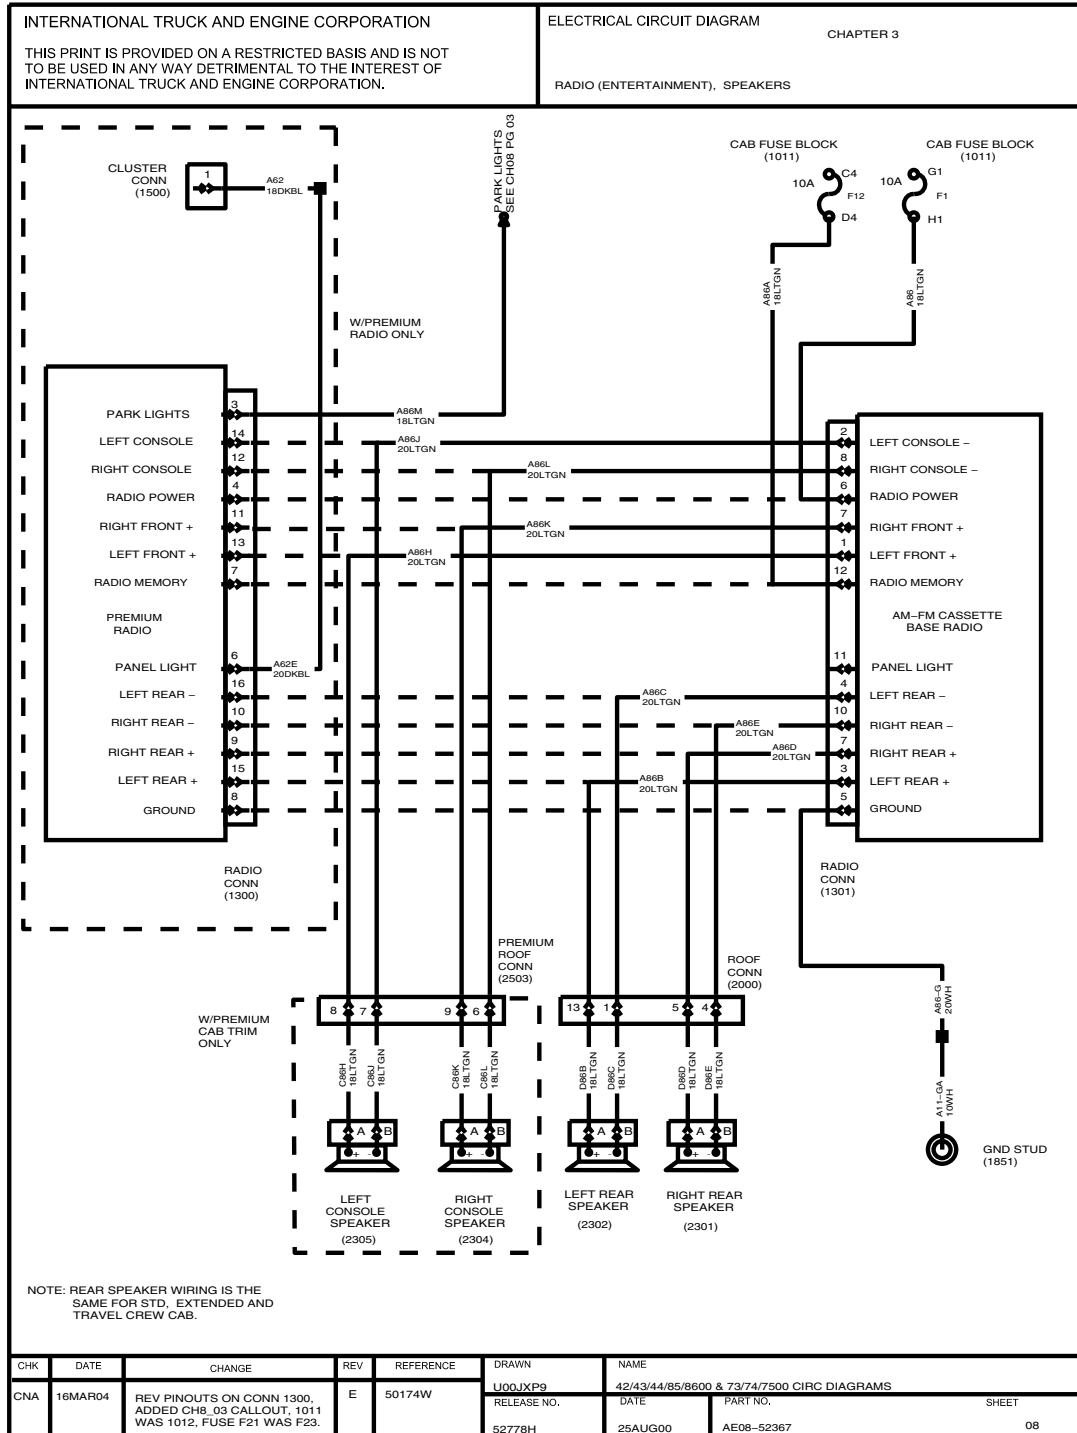 INTERNATIONAL TRUCK AND ENGINE CORPORATION
THIS PRINT IS PROVIDED ON A RESTRICTED BASIS AND IS NOT
TO BE USED IN ANY WAY DETRIMENTAL TO THE INTEREST OF
INTERNATIONAL TRUCK AND ENGINE CORPORATION.
ELECTRICAL CIRCUIT DIAGRAM
CHAPTER 3
RADIO (ENTERTAINMENT), SPEAKERS
CLUSTER
CONN
(1500)
1
A62
18DKBL
PARK LIGHTS
SEE CH08 PG 03
CAB FUSE BLOCK
(1011)
10A
C4
F12
D4
CAB FUSE BLOCK
(1011)
10A
G1
F1
H1
A86A
18LTGN
A86
18LTGN
W/PREMIUM
RADIO ONLY
PARK LIGHTS
3
A86M
18LTGN
LEFT CONSOLE
14
A86J
20LTGN
2
LEFT CONSOLE –
RIGHT CONSOLE
12
A86L
20LTGN
8
RIGHT CONSOLE –
RADIO POWER
4
6
RADIO POWER
RIGHT FRONT +
11
A86K
20LTGN
7
RIGHT FRONT +
LEFT FRONT +
13
A86H
20LTGN
1
LEFT FRONT +
RADIO MEMORY
7
12
RADIO MEMORY
PREMIUM
RADIO
AM–FM CASSETTE
BASE RADIO
PANEL LIGHT
6
A62E
20DKBL
11
PANEL LIGHT
LEFT REAR –
16
A86C
20LTGN
4
LEFT REAR –
RIGHT REAR –
10
A86E
20LTGN
10
RIGHT REAR –
RIGHT REAR +
9
A86D
20LTGN
7
RIGHT REAR +
LEFT REAR +
15
A86B
20LTGN
3
LEFT REAR +
GROUND
8
5
GROUND
RADIO
CONN
(1300)
RADIO
CONN
(1301)
PREMIUM
ROOF
CONN
(2503)
ROOF
CONN
(2000)
W/PREMIUM
CAB TRIM
ONLY
8 7 9 6
13 1 5 4
C86H
18LTGN
C86J
18LTGN
C86K
18LTGN
C86L
18LTGN
D86B
18LTGN
D86C
18LTGN
D86D
18LTGN
D86E
18LTGN
A86–G
20WH
A11–GA
10WH
A B
A B
A B
A B
+ -
+ -
+ -
+ -
GND STUD
(1851)
LEFT
CONSOLE
SPEAKER
(2305)
RIGHT
CONSOLE
SPEAKER
(2304)
LEFT REAR
SPEAKER
(2302)
RIGHT REAR
SPEAKER
(2301)
NOTE: REAR SPEAKER WIRING IS THE
SAME FOR STD, EXTENDED AND
TRAVEL CREW CAB.
CHK DATE CHANGE REV REFERENCE
CNA 16MAR04 REV PINOUTS ON CONN 1300,
ADDED CH8_03 CALLOUT, 1011
WAS 1012, FUSE F21 WAS F23.
E 50174W
DRAWN
U00JXP9
NAME
42/43/44/85/8600 & 73/74/7500 CIRC DIAGRAMS
RELEASE NO.
52778H
DATE
25AUG00
PART NO.
AE08–52367
SHEET
08